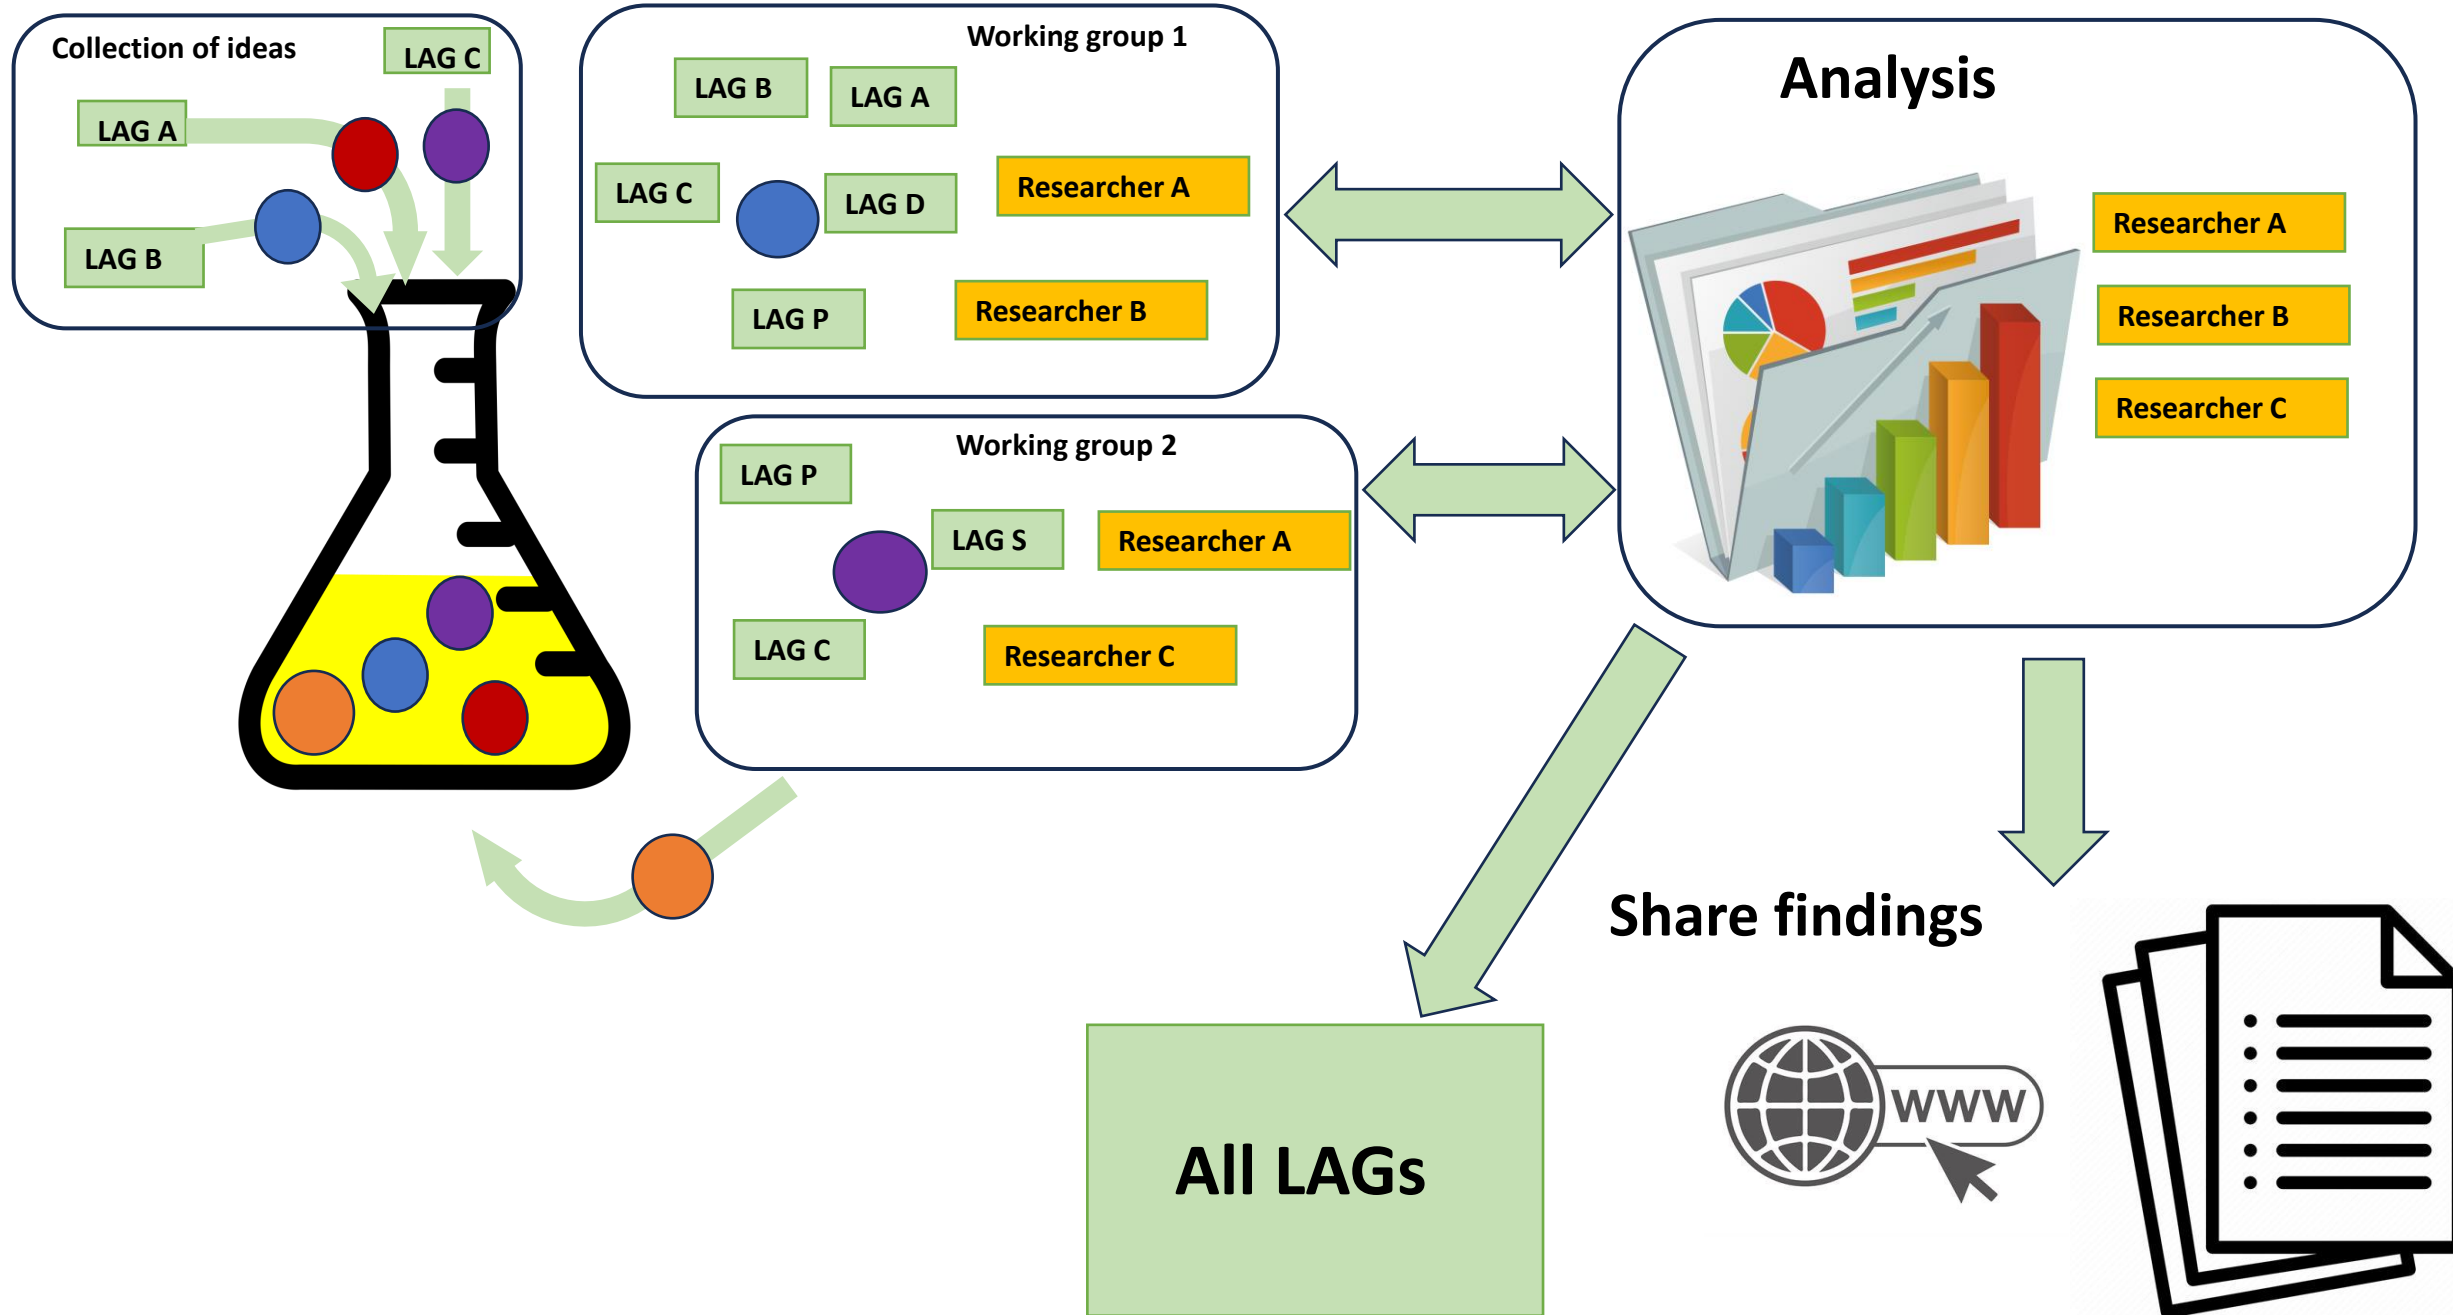 Collection of ideas
LAG C
LAG A
LAG B
Working group 1
LAG B
LAG A
LAG C
LAG D
Researcher A
LAG P
Researcher B
Working group 2
LAG P
LAG S
Researcher A
LAG C
Researcher C
Analysis
Researcher A
Researcher B
Researcher C
Share findings
All LAGs
WWW